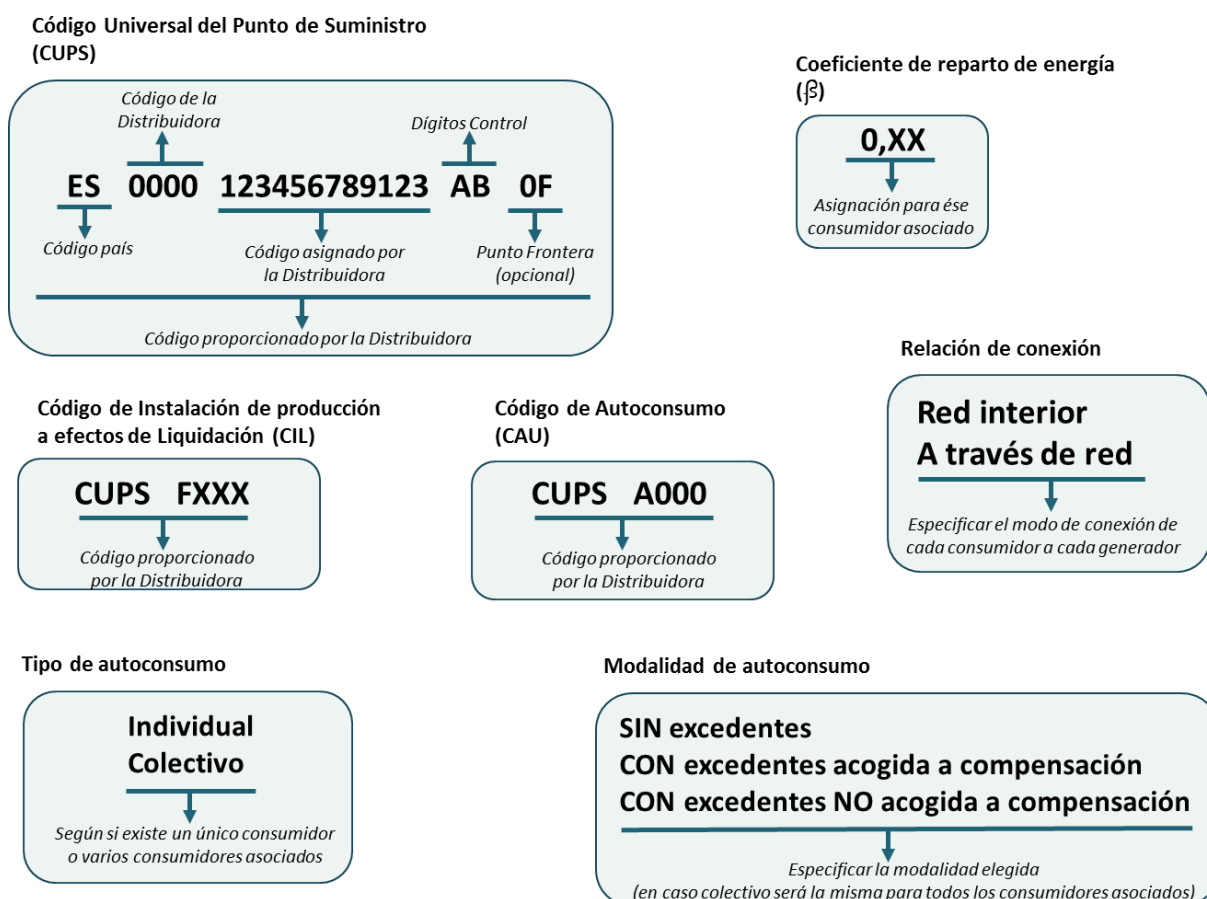 Código Universal del Punto de Suministro
(CUPS)
Código de la
Distribuidora
Dígitos Control
ES 0000 123456789123 AB 0F
Código país
Código asignado por
la Distribuidora
Punto Frontera
(opcional)
Código proporcionado por la Distribuidora
Coeficiente de reparto de energía
(β)
0,XX
Asignación para ése
consumidor asociado
Relación de conexión
Red interior
A través de red
Especificar el modo de conexión de
cada consumidor a cada generador
Código de Instalación de producción
a efectos de Liquidación (CIL)
CUPS FXXX
Código proporcionado
por la Distribuidora
Código de Autoconsumo
(CAU)
CUPS A000
Código proporcionado
por la Distribuidora
Tipo de autoconsumo
Individual
Colectivo
Según si existe un único consumidor
o varios consumidores asociados
Modalidad de autoconsumo
SIN excedentes
CON excedentes acogida a compensación
CON excedentes NO acogida a compensación
Especificar la modalidad elegida
(en caso colectivo será la misma para todos los consumidores asociados)